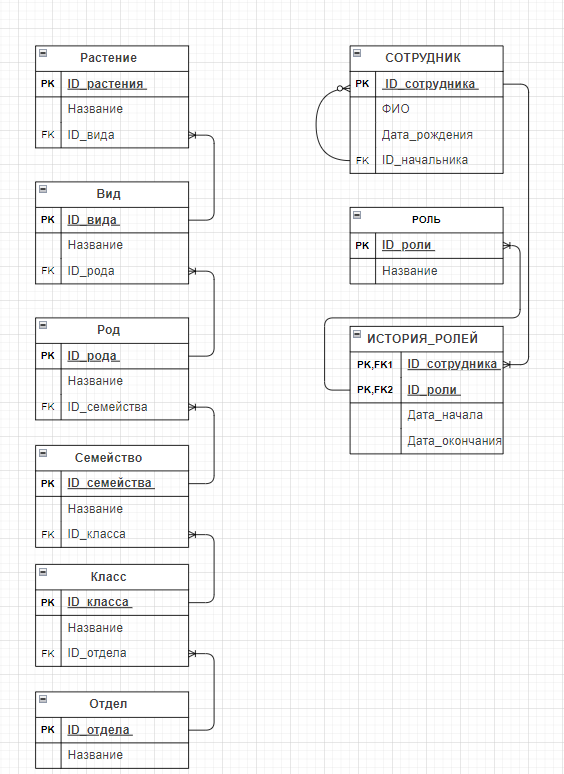 Растение
PK ID_растения
Название
FK ID_вида
Вид
PK ID_вида
Название
FK ID_рода
Род
PK ID_рода
Название
FK ID_семейства
Семейство
PK ID_семейства
Название
FK ID_класса
Класс
PK ID_класса
Название
FK ID_отдела
Отдел
PK ID_отдела
Название
СОТРУДНИК
PK ID_сотрудника
ФИО
Дата_рождения
FK ID_начальника
РОЛЬ
PK ID_роли
Название
ИСТОРИЯ_РОЛЕЙ
PK,FK1 ID_сотрудника
PK,FK2 ID_роли
Дата_начала
Дата_окончания